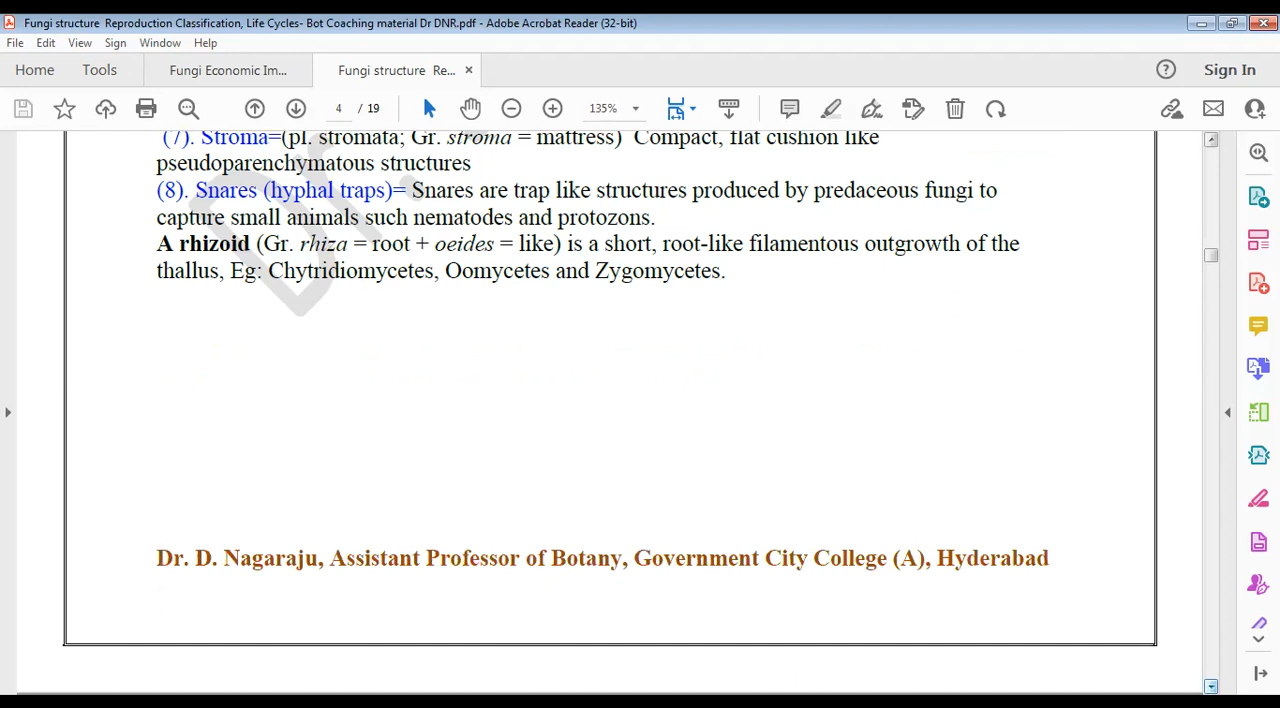 Fungi structure Reproduction Classification, Life Cycles- Bot Coaching material Dr DNR.pdf - Adobe Acrobat Reader (32-bit)
File Edit View Sign Window Help
Home Tools Fungi Economic Im... Fungi structure Re... × Sign In
4 / 19 135%
(7). Stroma=(pl. stromata; Gr. stroma = mattress) Compact, flat cushion like
pseudoparenchymatous structures
(8). Snares (hyphal traps)= Snares are trap like structures produced by predaceous fungi to
capture small animals such nematodes and protozons.
A rhizoid (Gr. rhiza = root + oeides = like) is a short, root-like filamentous outgrowth of the
thallus, Eg: Chytridiomycetes, Oomycetes and Zygomycetes.
Dr. D. Nagaraju, Assistant Professor of Botany, Government City College (A), Hyderabad